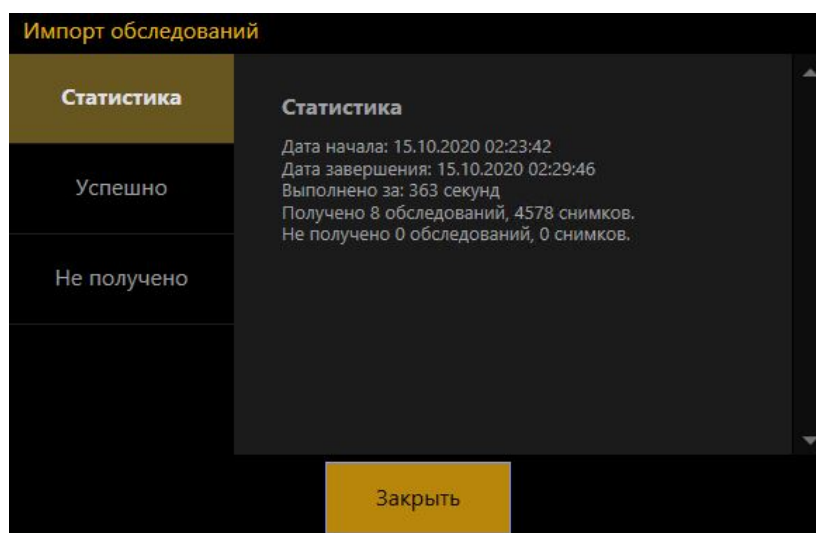 Импорт обследований
Статистика
Успешно
Не получено
Статистика
Дата начала: 15.10.2020 02:23:42
Дата завершения: 15.10.2020 02:29:46
Выполнено за: 363 секунд
Получено 8 обследований, 4578 снимков.
Не получено 0 обследований, 0 снимков.
Закрыть